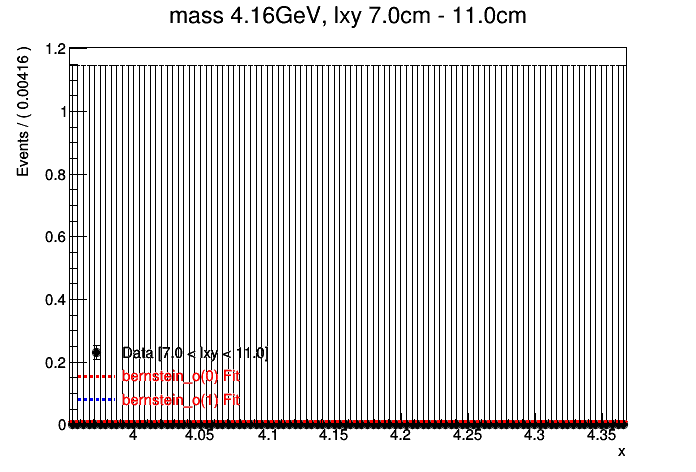 mass 4.16GeV, lxy 7.0cm - 11.0cm
Events / ( 0.00416 )
1.2
1
0.8
0.6
0.4
0.2
0
Data [7.0 < lxy < 11.0]
bernstein_o(0) Fit
bernstein_o(1) Fit
4 4.05 4.1 4.15 4.2 4.25 4.3 4.35
x